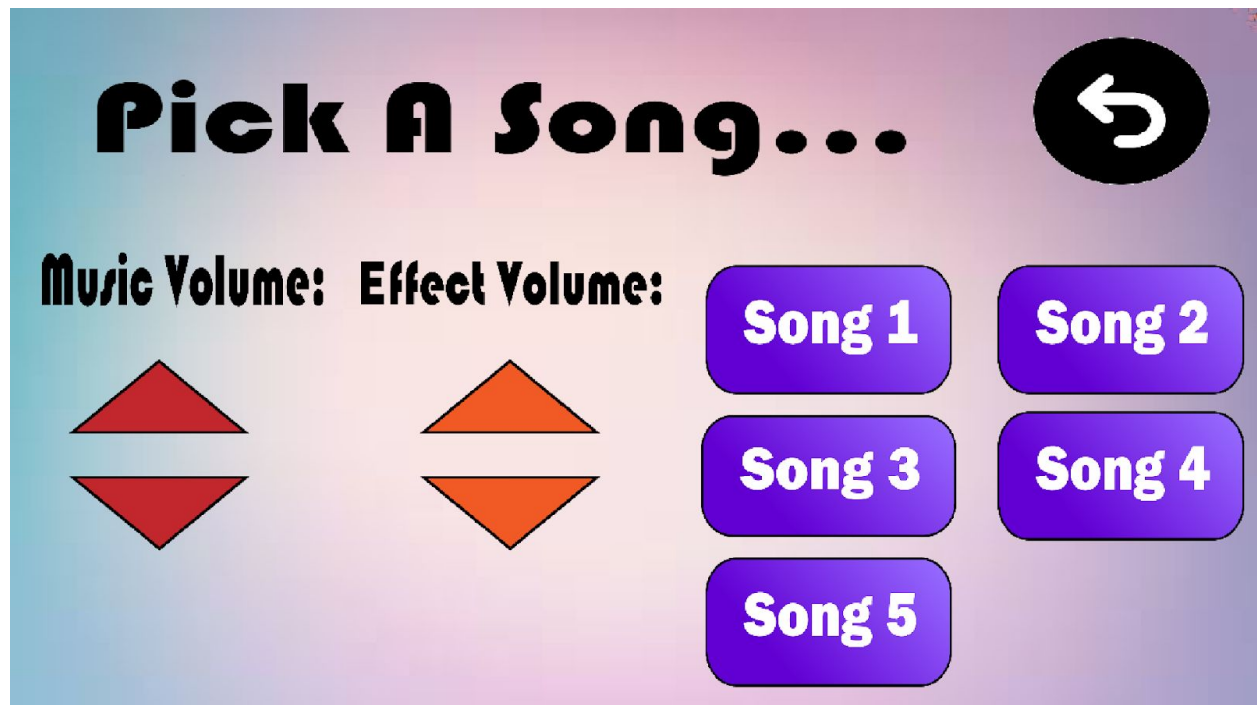 Pick A Song...
Music Volume:
Effect Volume:
Song 1
Song 2
Song 3
Song 4
Song 5